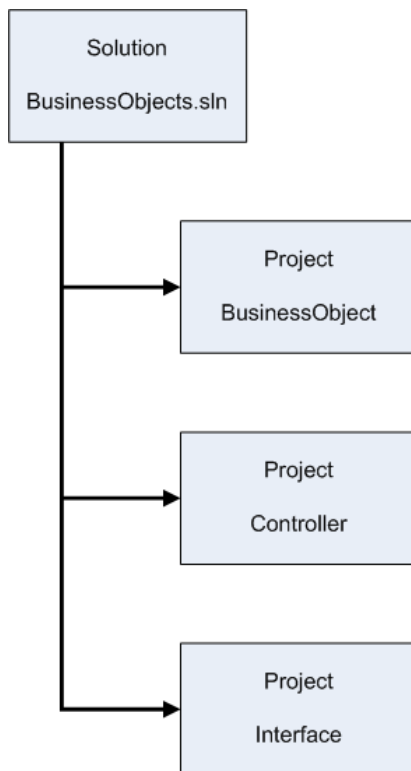 Solution
BusinessObjects.sln
Project
BusinessObject
Project
Controller
Project
Interface